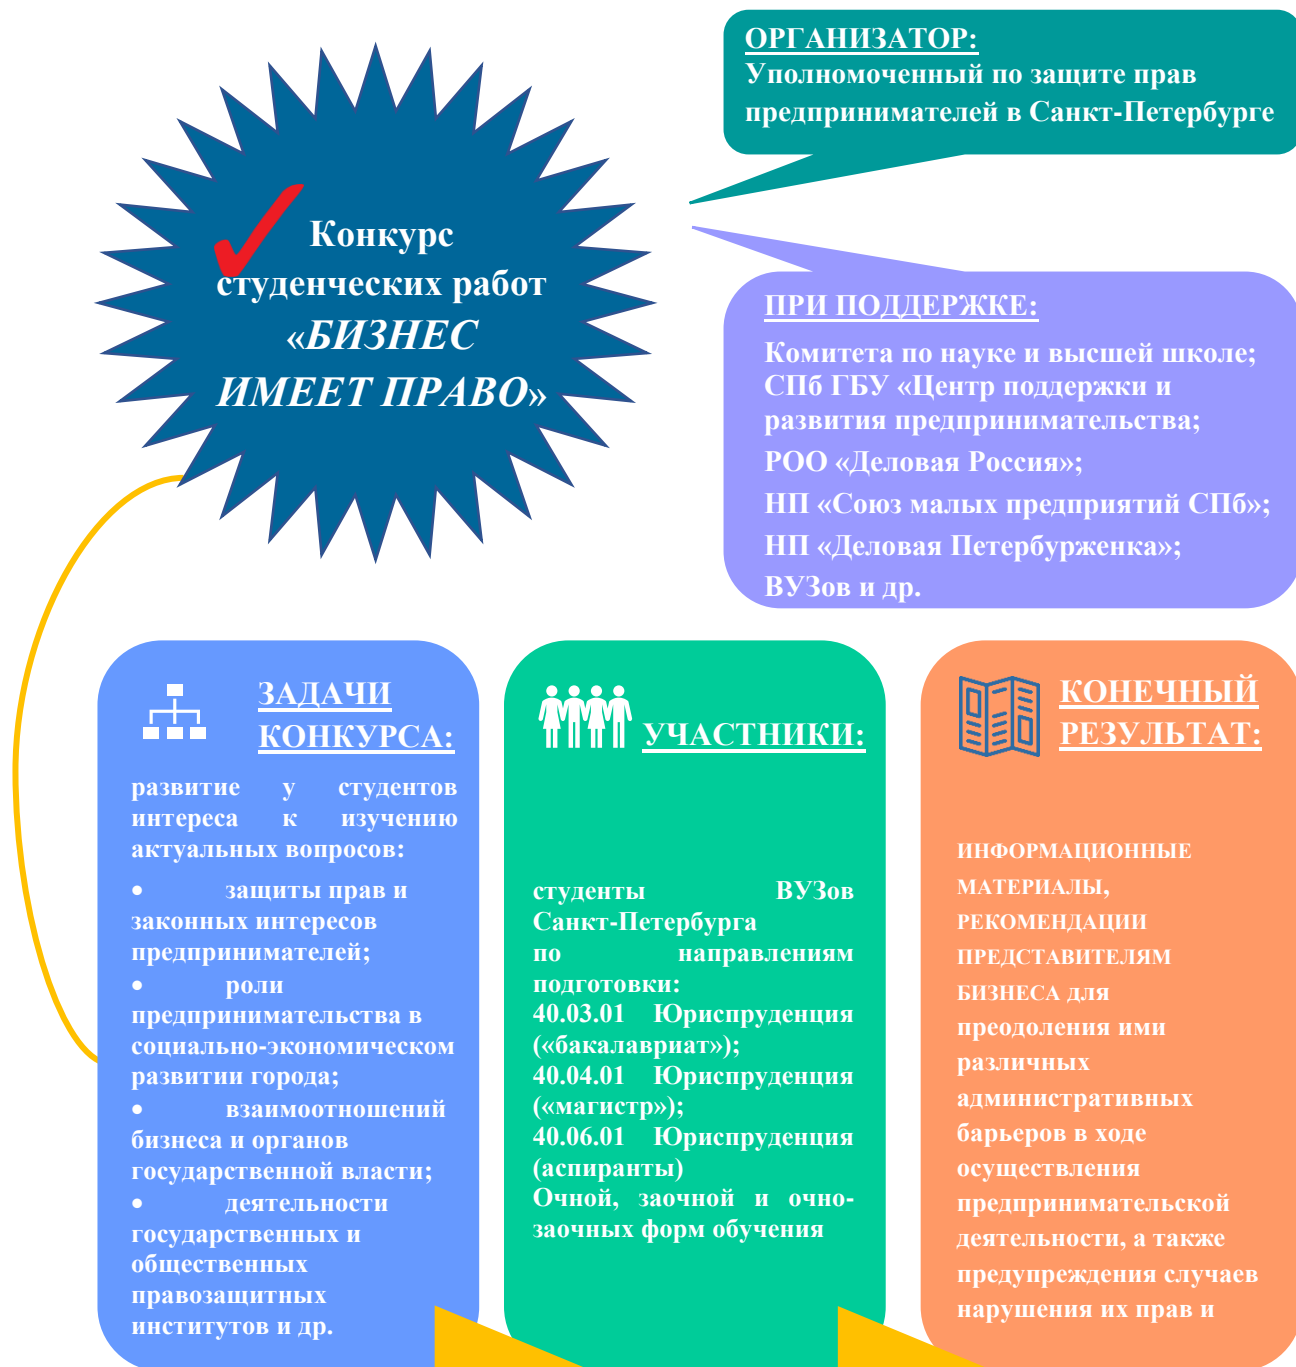 ОРГАНИЗАТОР:
Уполномоченный по защите прав
предпринимателей в Санкт-Петербурге
Конкурс
студенческих работ
«БИЗНЕС
ИМЕЕТ ПРАВО»
ПРИ ПОДДЕРЖКЕ:
Комитета по науке и высшей школе;
СПб ГБУ «Центр поддержки и
развития предпринимательства;
РОО «Деловая Россия»;
НП «Союз малых предприятий СПб»;
НП «Деловая Петербурженка»;
ВУЗов и др.
ЗАДАЧИ
КОНКУРСА:
развитие у студентов
интереса к изучению
актуальных вопросов:
• защиты прав и
законных интересов
предпринимателей;
• роли
предпринимательства в
социально-экономическом
развитии города;
• взаимоотношений
бизнеса и органов
государственной власти;
• деятельности
государственных и
общественных
правозащитных
институтов и др.
УЧАСТНИКИ:
студенты ВУЗов
Санкт-Петербурга
по направлениям
подготовки:
40.03.01 Юриспруденция
(«бакалавриат»);
40.04.01 Юриспруденция
(«магистр»);
40.06.01 Юриспруденция
(аспиранты)
Очной, заочной и очно-
заочных форм обучения
КОНЕЧНЫЙ
РЕЗУЛЬТАТ:
ИНФОРМАЦИОННЫЕ
МАТЕРИАЛЫ,
РЕКОМЕНДАЦИИ
ПРЕДСТАВИТЕЛЯМ
БИЗНЕСА для
преодоления ими
различных
административных
барьеров в ходе
осуществления
предпринимательской
деятельности, а также
предупреждения случаев
нарушения их прав и